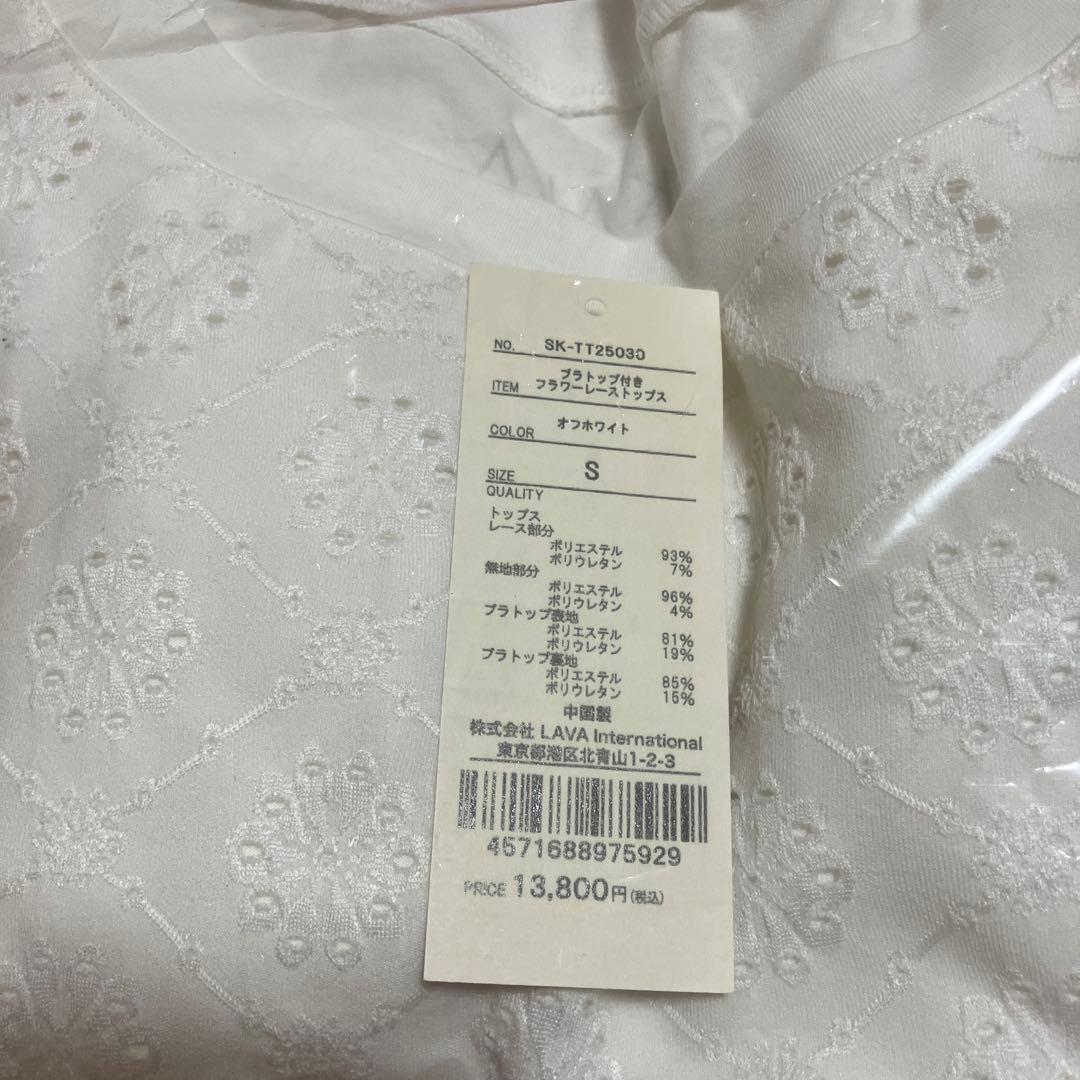 NO. SK-TT25030
ITEM ブラトップ付き
フラワーレーストップス
COLOR オフホワイト
SIZE S
QUALITY
トップス
レース部分
ポリエステル 93%
ポリウレタン 7%
無地部分
ポリエステル 96%
ポリウレタン 4%
ブラトップ表地
ポリエステル 81%
ポリウレタン 19%
ブラトップ裏地
ポリエステル 85%
ポリウレタン 15%
中国製
株式会社 LAVA International
東京都港区北青山1-2-3
4571688975929
PRICE 13,800円(税込)